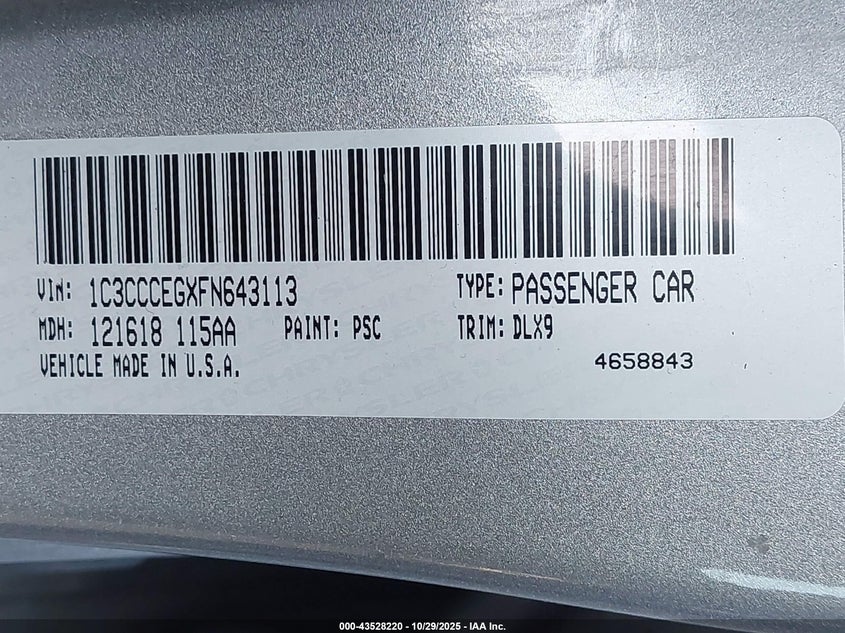 VIN: 1C3CCCEGXFN643113 TYPE: PASSENGER CAR
MDH: 121618 115AA PAINT: PSC TRIM: DLX9
VEHICLE MADE IN U.S.A. 4658843
000-43528220 - 10/29/2025 - IAA Inc.